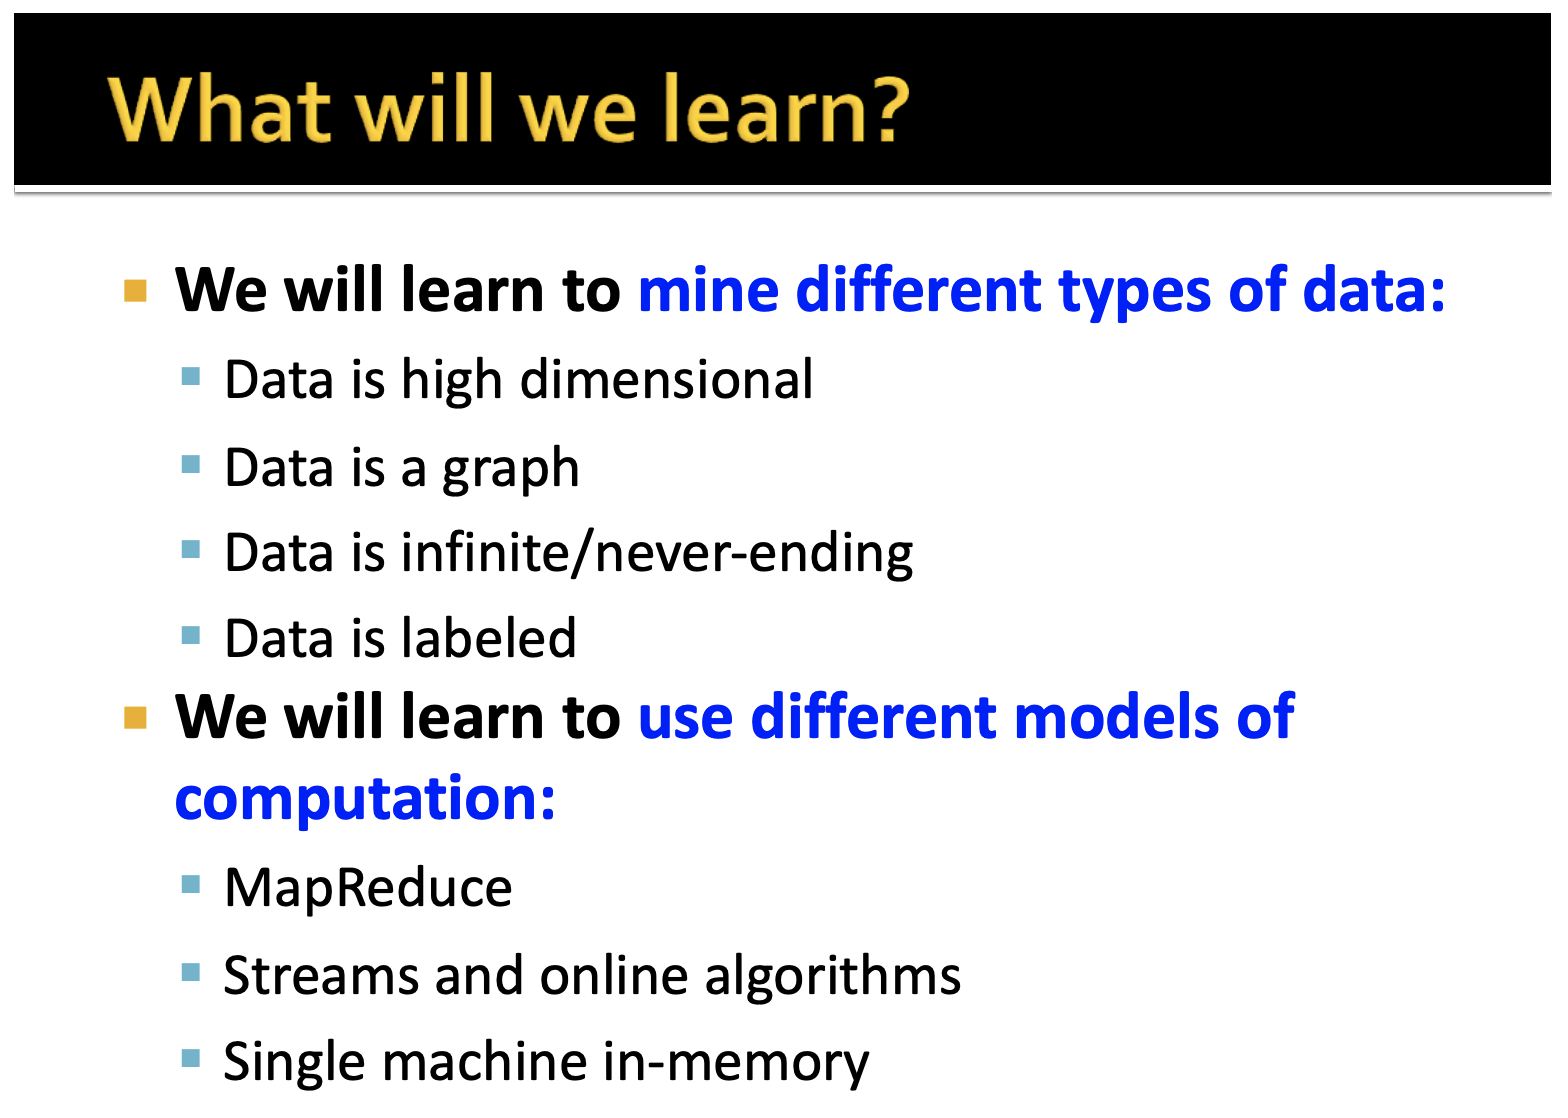 What will we learn?
We will learn to mine different types of data:
Data is high dimensional
Data is a graph
Data is infinite/never-ending
Data is labeled
We will learn to use different models of
computation:
MapReduce
Streams and online algorithms
Single machine in-memory